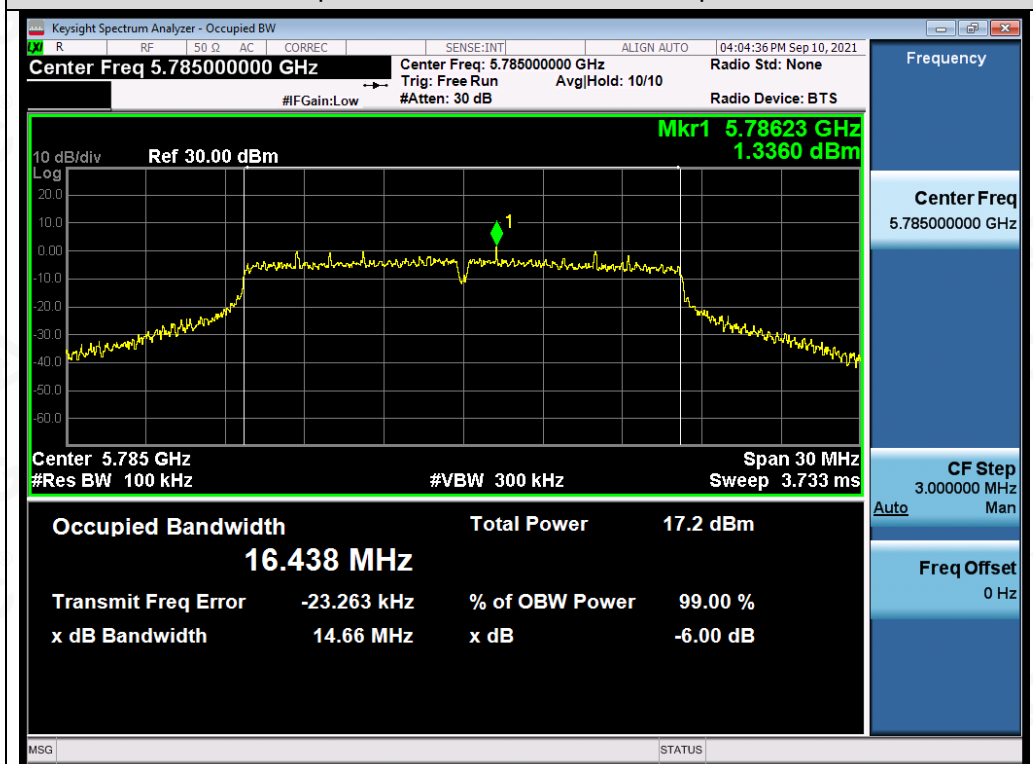 Keysight Spectrum Analyzer - Occupied BW
LXI R RF 50 Ω AC CORREC SENSE:INT ALIGN AUTO 04:04:36 PM Sep 10, 2021
Center Freq 5.785000000 GHz Center Freq: 5.785000000 GHz Radio Std: None
Trig: Free Run Avg|Hold: 10/10
#IFGain:Low #Atten: 30 dB Radio Device: BTS
Mkr1 5.78623 GHz
10 dB/div Ref 30.00 dBm 1.3360 dBm
Log
20.0
10.0
1
0.00
-10.0
-20.0
-30.0
-40.0
-50.0
-60.0
Center 5.785 GHz Span 30 MHz
#Res BW 100 kHz #VBW 300 kHz Sweep 3.733 ms
Occupied Bandwidth Total Power 17.2 dBm
16.438 MHz
Transmit Freq Error -23.263 kHz % of OBW Power 99.00 %
x dB Bandwidth 14.66 MHz x dB -6.00 dB
Frequency
Center Freq
5.785000000 GHz
CF Step
3.000000 MHz
Auto Man
Freq Offset
0 Hz
MSG STATUS